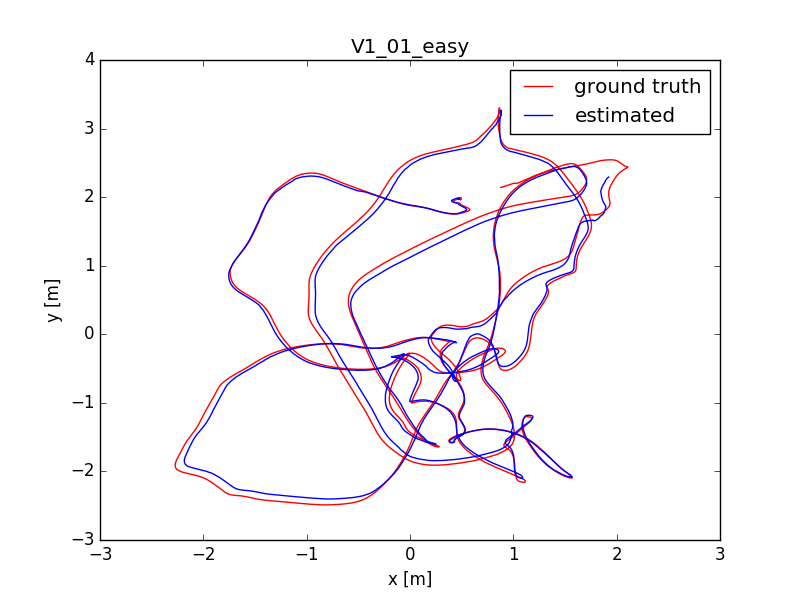 V1_01_easy
ground truth
estimated
4
3
2
1
0
−1
−2
−3
y [m]
−3 −2 −1 0 1 2 3
x [m]